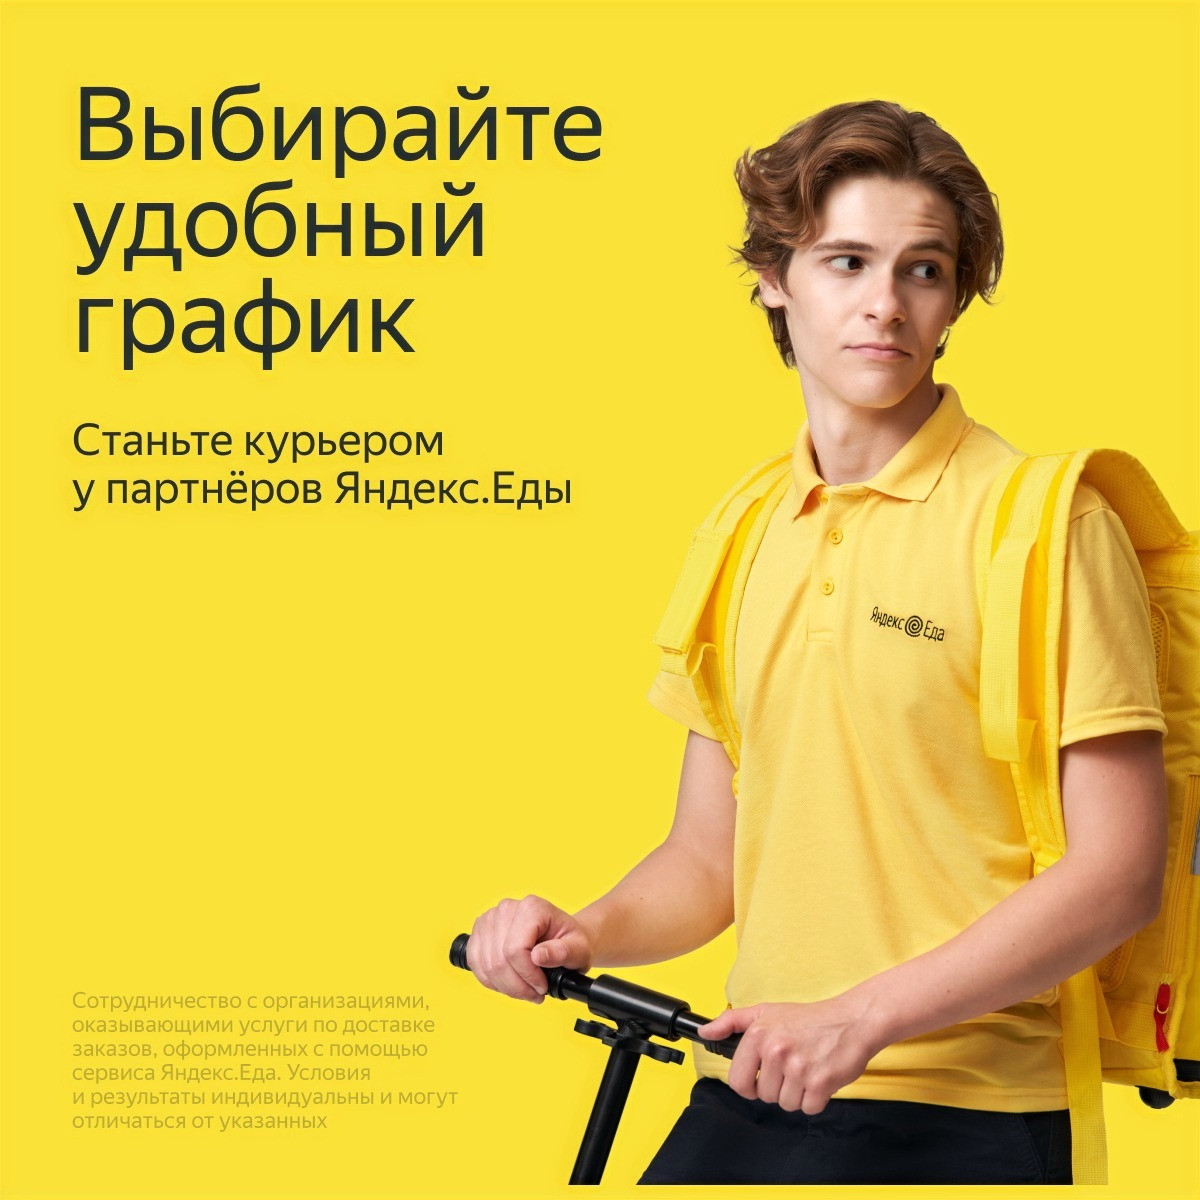 Выбирайте
удобный
график
Станьте курьером
у партнёров Яндекс.Еды
Яндекс Еда
Сотрудничество с организациями,
оказывающими услуги по доставке
заказов, оформленных с помощью
сервиса Яндекс.Еда. Условия
и результаты индивидуальны и могут
отличаться от указанных